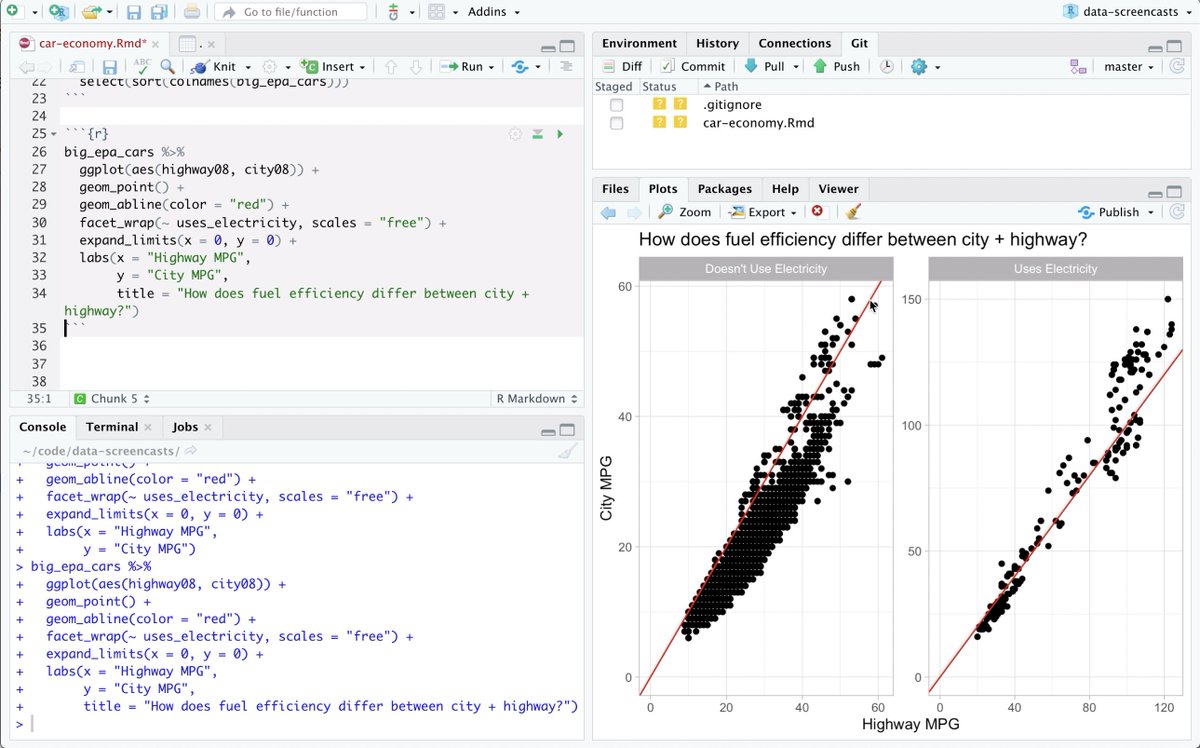 Go to file/function
Addins
data-screencasts
car-economy.Rmd*
.
Knit
Insert
Run
22 select(sort(colnames(big_epa_cars)))
23 ```
24
25 ```{r}
26 big_epa_cars %>%
27 ggplot(aes(highway08, city08)) +
28 geom_point() +
29 geom_abline(color = "red") +
30 facet_wrap(~ uses_electricity, scales = "free") +
31 expand_limits(x = 0, y = 0) +
32 labs(x = "Highway MPG",
33 y = "City MPG",
34 title = "How does fuel efficiency differ between city +
highway?")
35 ```
36
37
38
35:1 Chunk 5 R Markdown
Console Terminal Jobs
~/code/data-screencasts/
+ geom_point() +
+ geom_abline(color = "red") +
+ facet_wrap(~ uses_electricity, scales = "free") +
+ expand_limits(x = 0, y = 0) +
+ labs(x = "Highway MPG",
+ y = "City MPG")
> big_epa_cars %>%
+ ggplot(aes(highway08, city08)) +
+ geom_point() +
+ geom_abline(color = "red") +
+ facet_wrap(~ uses_electricity, scales = "free") +
+ expand_limits(x = 0, y = 0) +
+ labs(x = "Highway MPG",
+ y = "City MPG",
+ title = "How does fuel efficiency differ between city + highway?")
>
Environment History Connections Git
Diff Commit Pull Push master
Staged Status Path
? ? .gitignore
? ? car-economy.Rmd
Files Plots Packages Help Viewer
Zoom Export Publish
How does fuel efficiency differ between city + highway?
Doesn't Use Electricity Uses Electricity
60
40
20
0
150
100
50
0
City MPG
0 20 40 60 0 40 80 120
Highway MPG